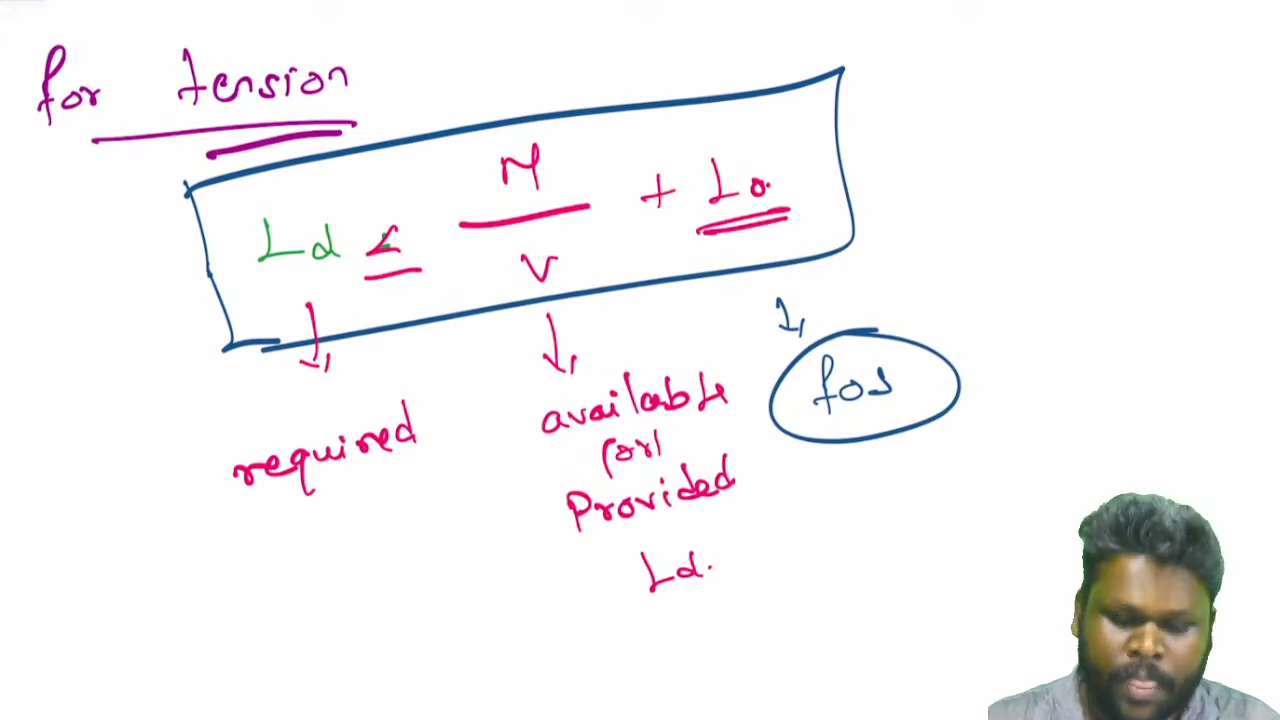 for tension
Ld ≤ M / V + Lo.
required
available
(or)
Provided
Ld.
fos